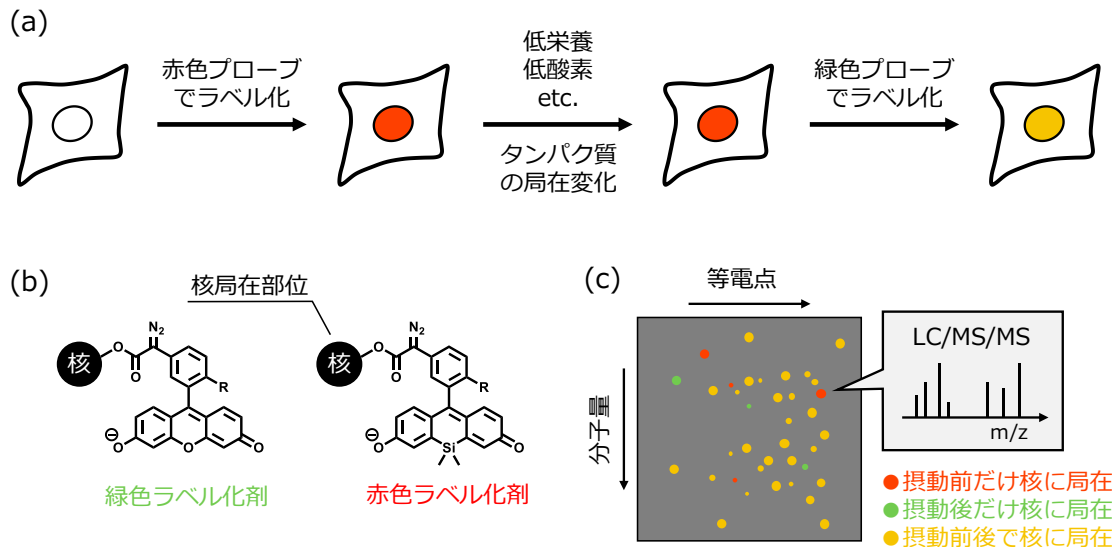 (a)
赤色プローブ
でラベル化
低栄養
低酸素
etc.
タンパク質
の局在変化
緑色プローブ
でラベル化
(b)
核局在部位
核
O
O
N₂
R
⊖O
O
O
緑色ラベル化剤
核
O
O
N₂
R
⊖O
Si
O
赤色ラベル化剤
(c)
等電点
分子量
LC/MS/MS
m/z
摂動前だけ核に局在
摂動後だけ核に局在
摂動前後で核に局在